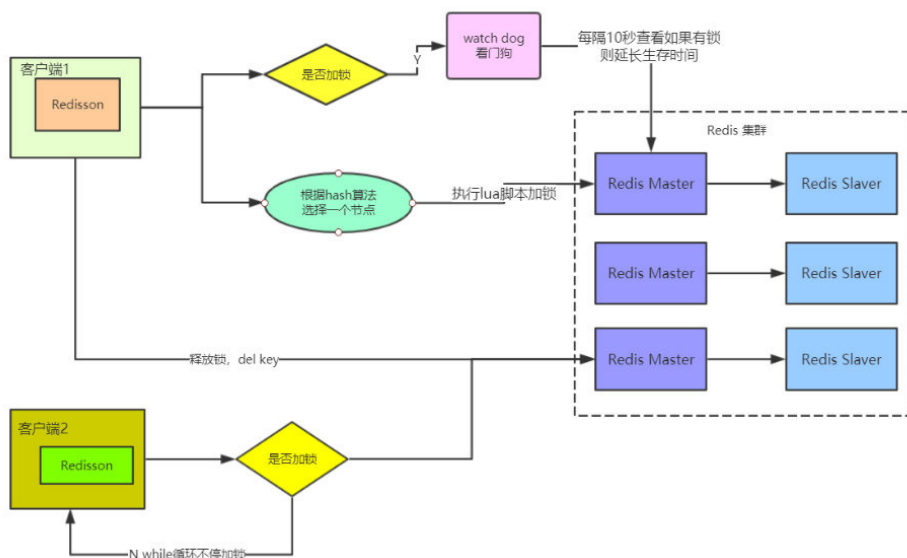 客户端1
Redisson
是否加锁
Y
watch dog
看门狗
每隔10秒查看如果有锁
则延长生存时间
Redis 集群
根据hash算法
选择一个节点
执行lua脚本加锁
Redis Master
Redis Slaver
Redis Master
Redis Slaver
释放锁，del key
Redis Master
Redis Slaver
客户端2
Redisson
是否加锁
N while循环不停加锁